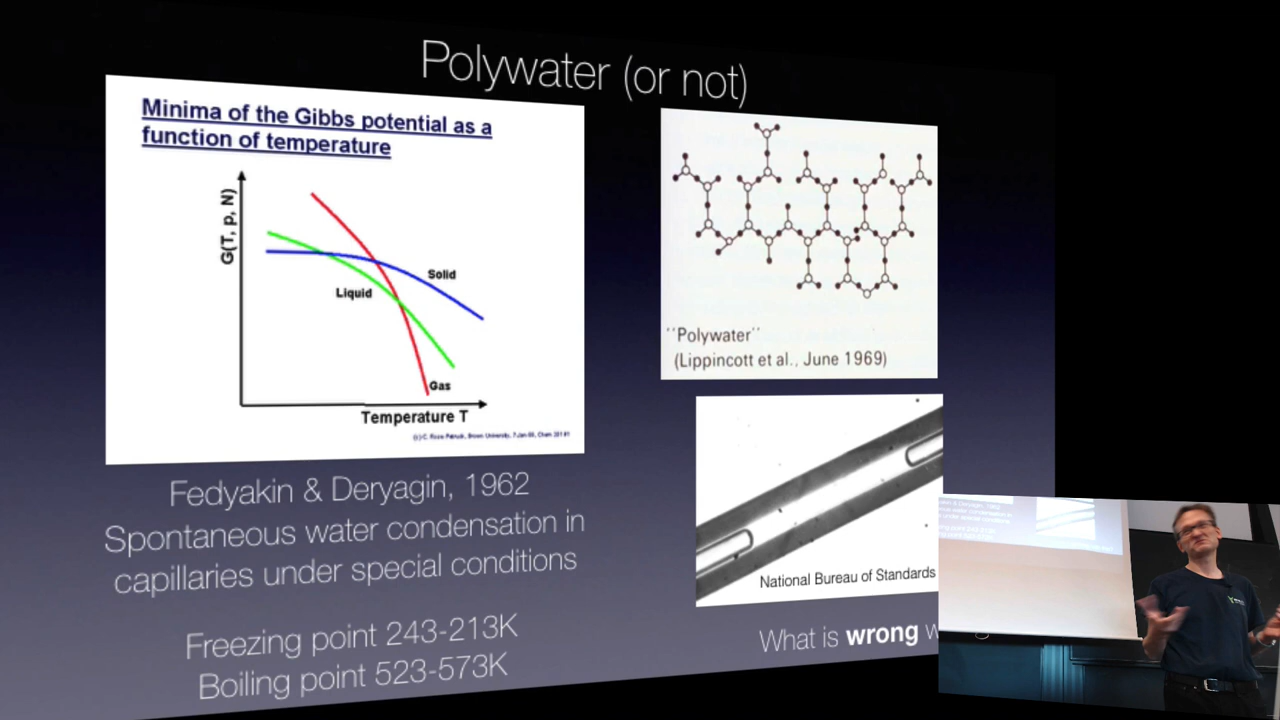 Polywater (or not)
Minima of the Gibbs potential as a
function of temperature
G(T, p, N)
Solid
Liquid
Gas
Temperature T
Brown University,
Fedyakin & Deryagin, 1962
Spontaneous water condensation in
capillaries under special conditions
Freezing point 243-213K
Boiling point 523-573K
"Polywater"
(Lippincott et al., June 1969)
National Bureau of Standards
What is wrong